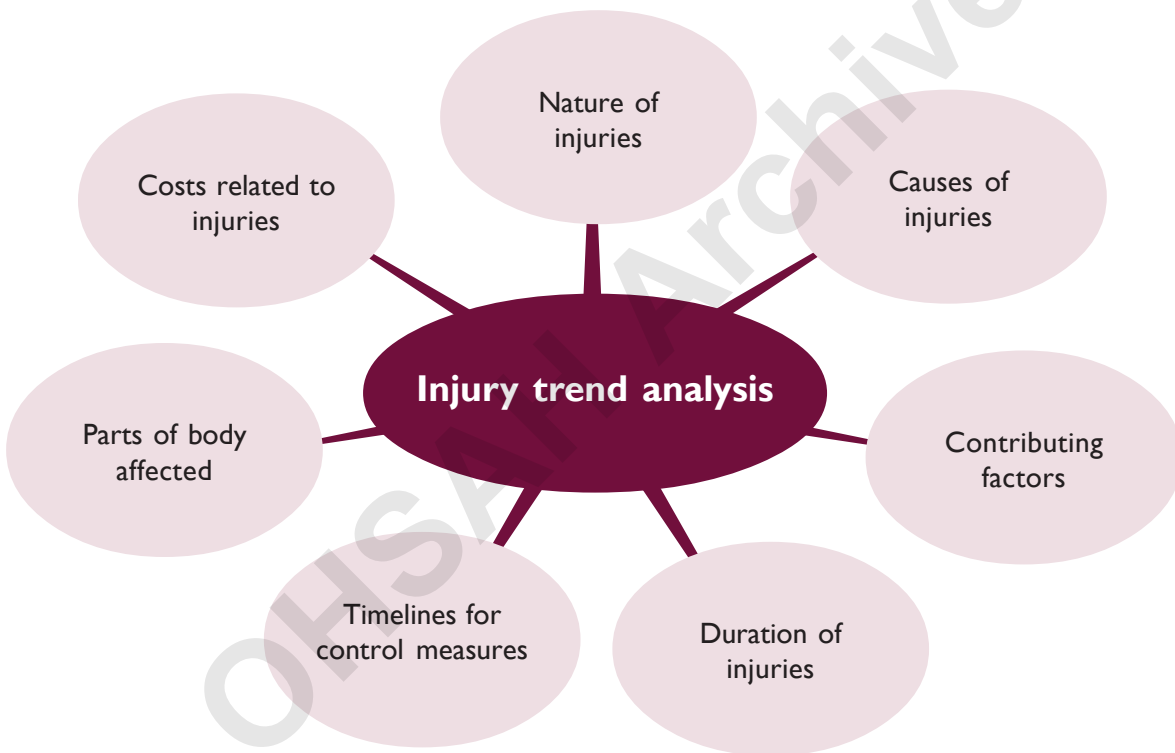 Nature of
injuries
Causes of
injuries
Costs related to
injuries
Injury trend analysis
Parts of body
affected
Contributing
factors
Timelines for
control measures
Duration of
injuries
OHSAH Archive